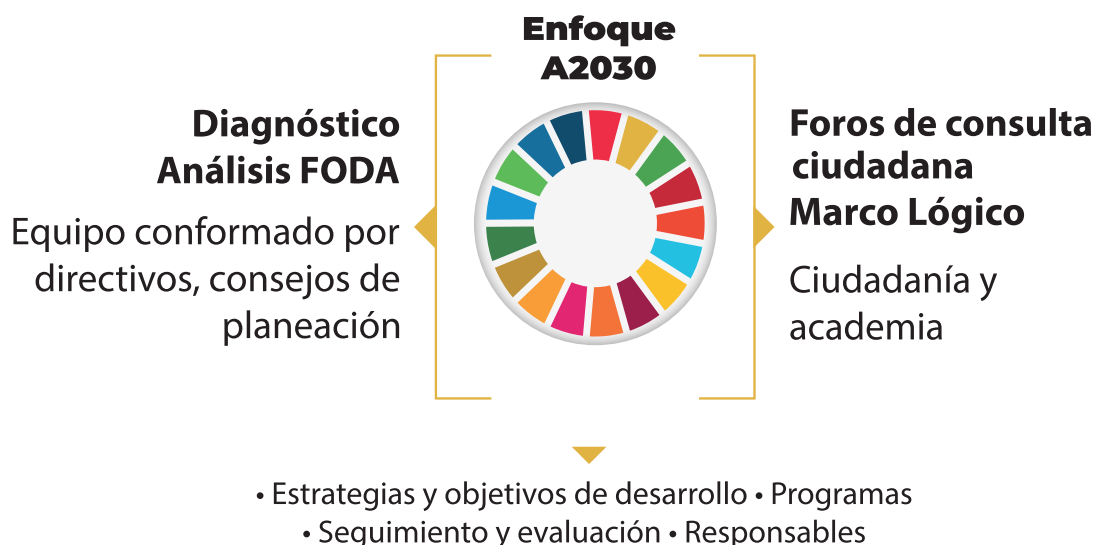 Enfoque
A2030
Diagnóstico
Análisis FODA
Equipo conformado por
directivos, consejos de
planeación
Foros de consulta
ciudadana
Marco Lógico
Ciudadanía y
academia
• Estrategias y objetivos de desarrollo • Programas
• Seguimiento y evaluación • Responsables